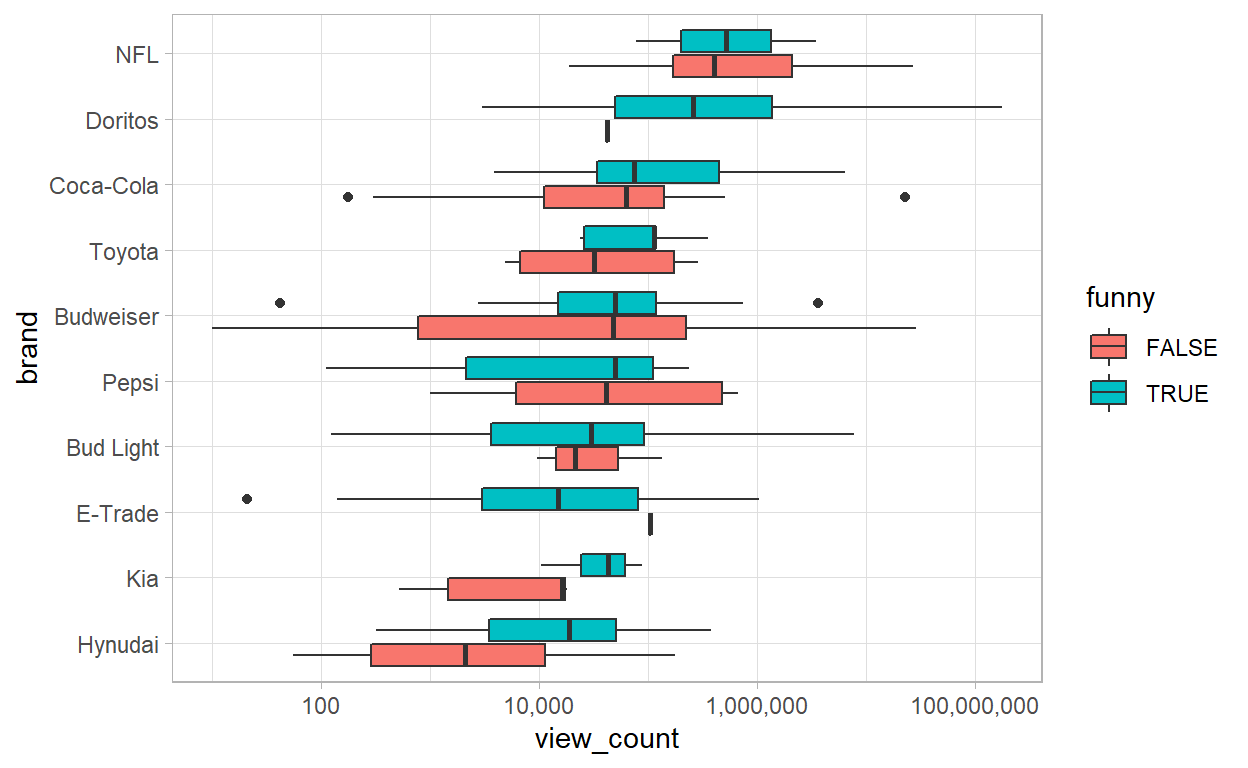 NFL
Doritos
Coca-Cola
Toyota
Budweiser
Pepsi
Bud Light
E-Trade
Kia
Hynudai
brand
100
10,000
1,000,000
100,000,000
view_count
funny
FALSE
TRUE